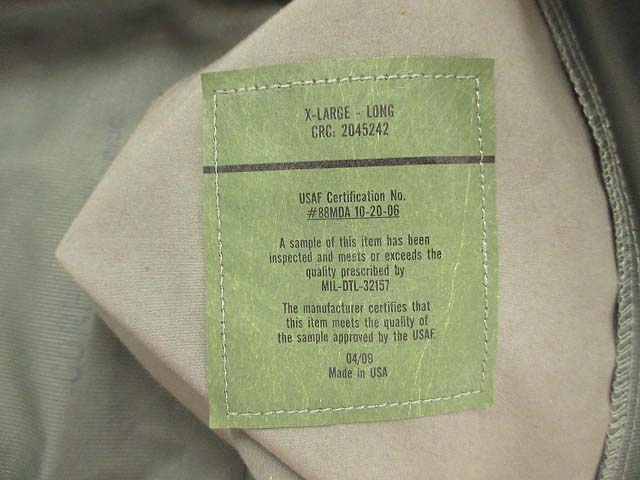 X-LARGE - LONG
CRC: 2045242
USAF Certification No.
#88MDA 10-20-06
A sample of this item has been
inspected and meets or exceeds the
quality prescribed by
MIL-DTL-32157
The manufacturer certifies that
this item meets the quality of
the sample approved by the USAF.
04/09
Made in USA